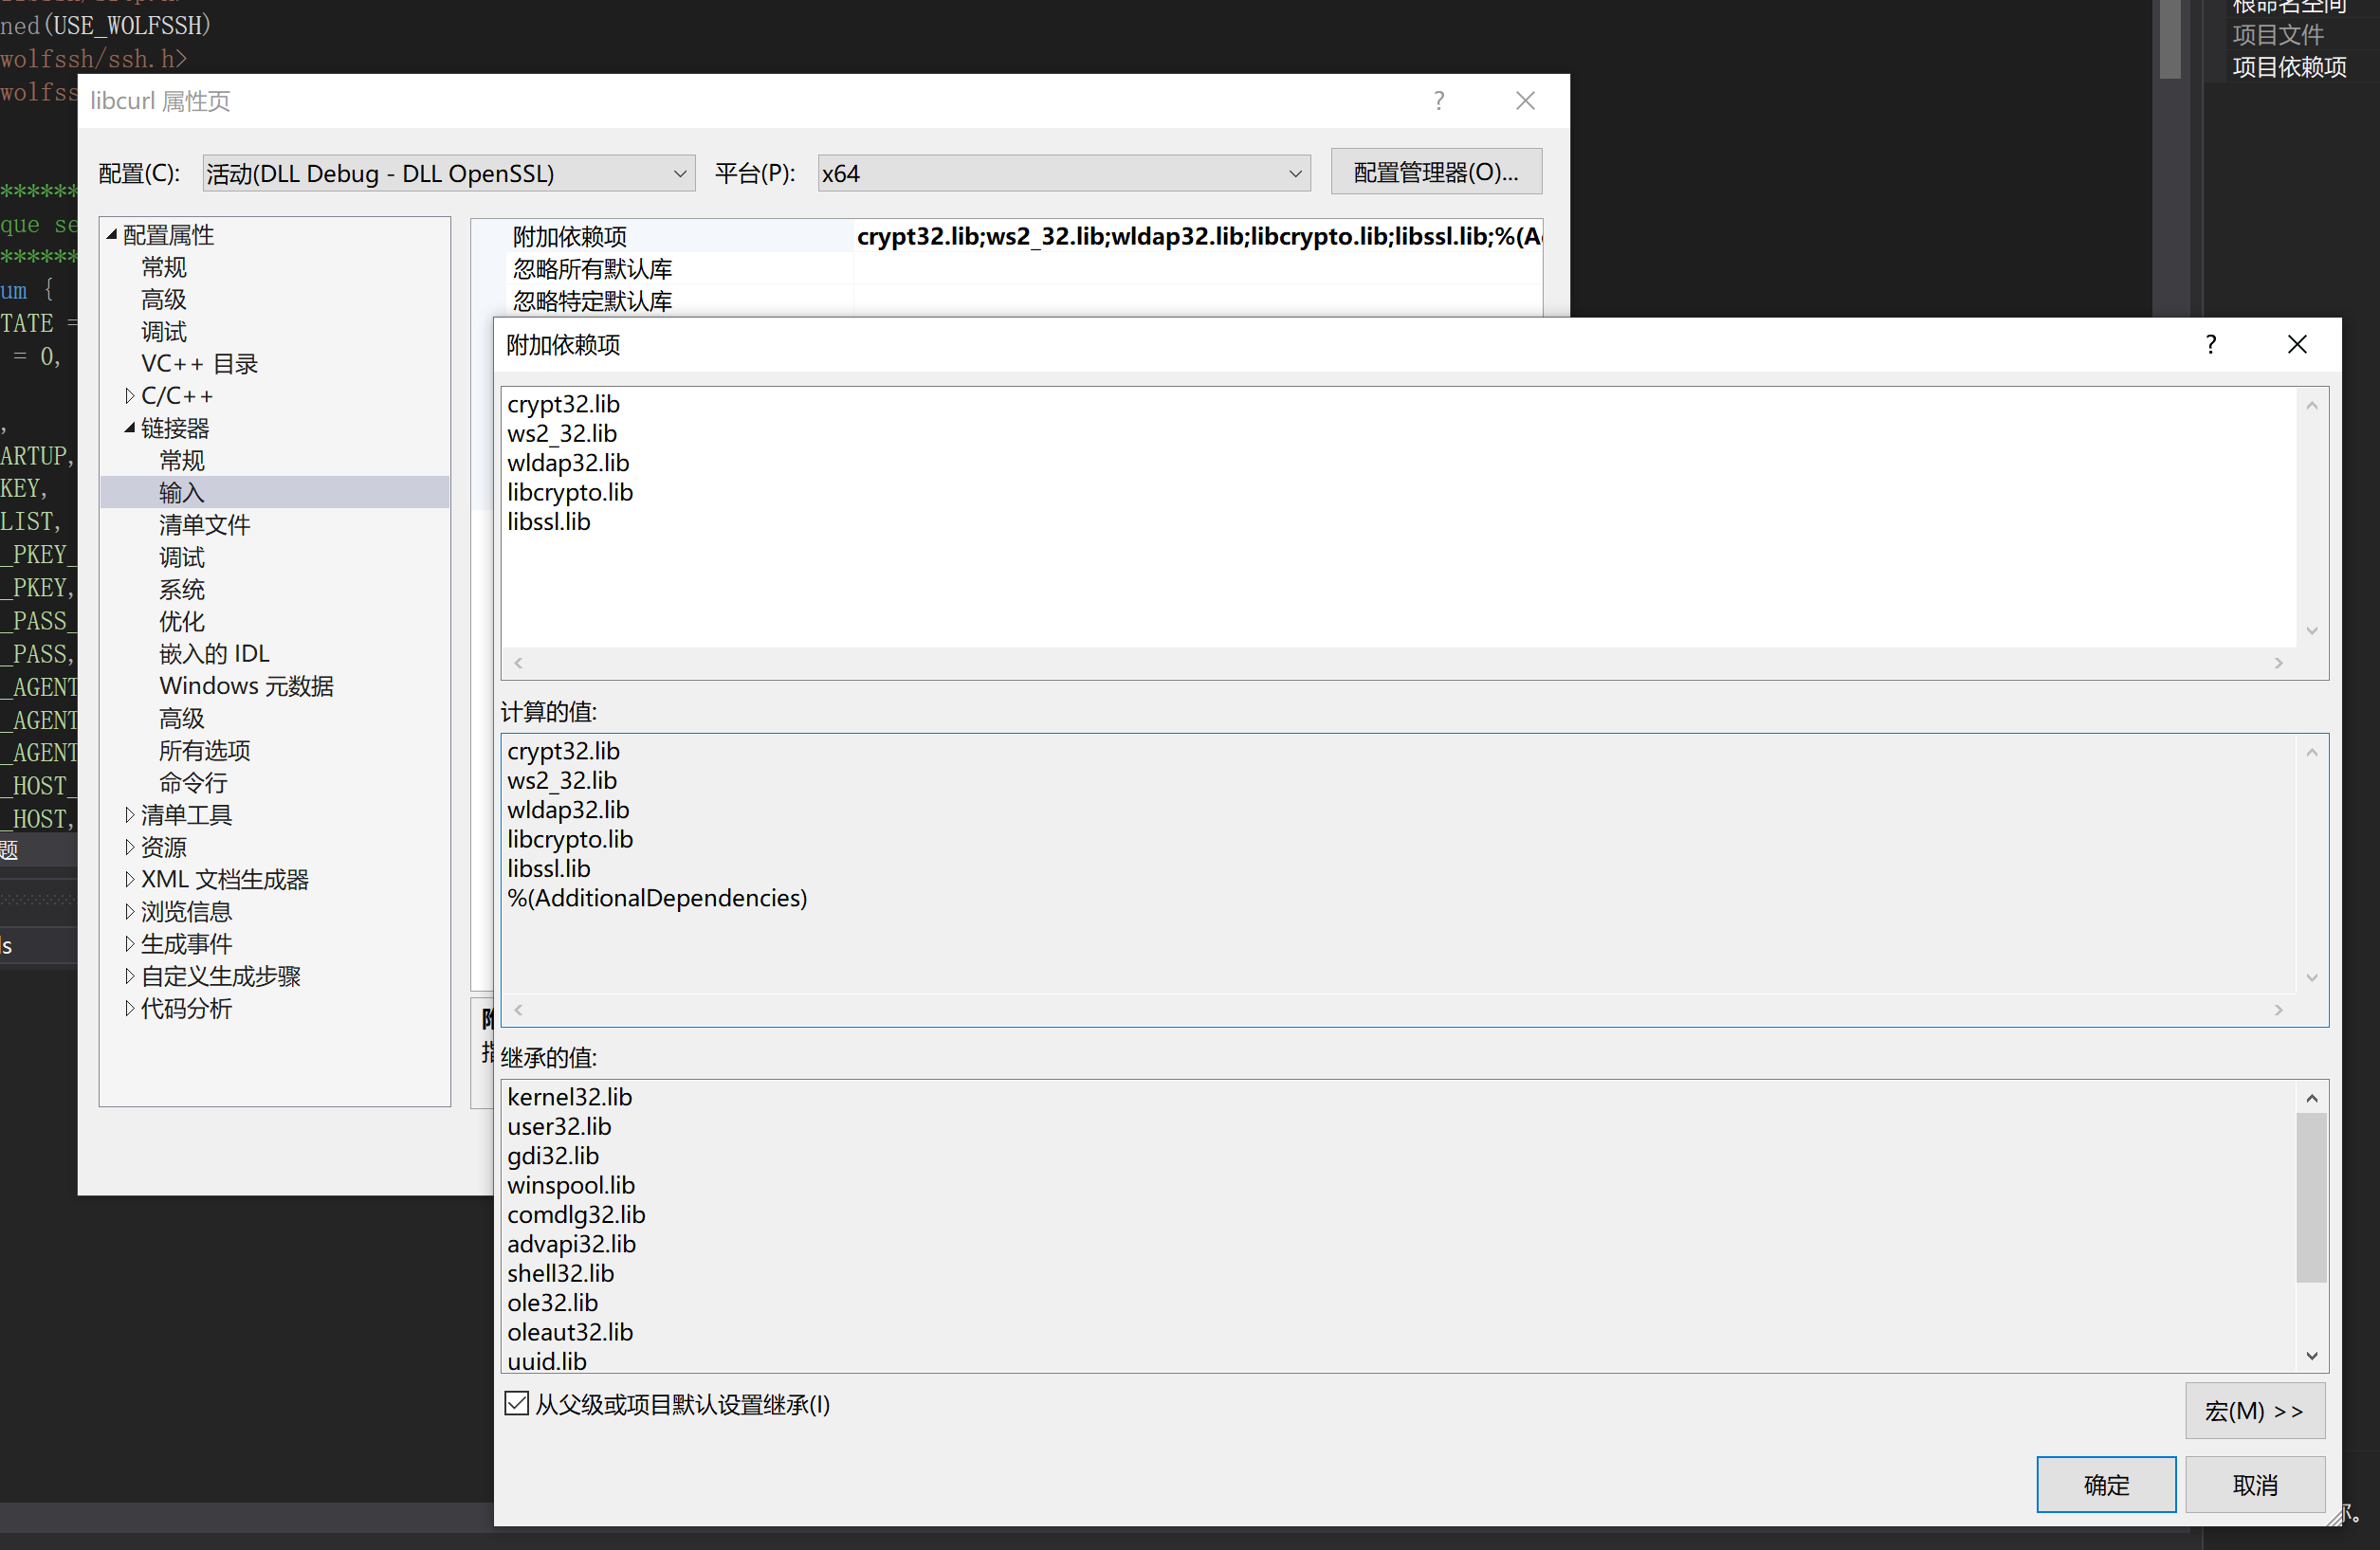 ned(USE_WOLFSSH)
wolfssh/ssh.h>
wolfss
根命名空间
项目文件
项目依赖项
libcurl 属性页
?
配置(C):
活动(DLL Debug - DLL OpenSSL)
平台(P):
x64
配置管理器(O)...
*******
que se
*******
um {
TATE =
= 0,
,
ARTUP,
KEY,
LIST,
_PKEY_
_PKEY,
_PASS_
_PASS,
_AGENT
_AGENT
_AGENT
_HOST_
_HOST,
题
ls
配置属性
常规
高级
调试
VC++ 目录
C/C++
链接器
常规
输入
清单文件
调试
系统
优化
嵌入的 IDL
Windows 元数据
高级
所有选项
命令行
清单工具
资源
XML 文档生成器
浏览信息
生成事件
自定义生成步骤
代码分析
附加依赖项
crypt32.lib;ws2_32.lib;wldap32.lib;libcrypto.lib;libssl.lib;%(A
忽略所有默认库
忽略特定默认库
附加依赖项
?
crypt32.lib
ws2_32.lib
wldap32.lib
libcrypto.lib
libssl.lib
计算的值:
crypt32.lib
ws2_32.lib
wldap32.lib
libcrypto.lib
libssl.lib
%(AdditionalDependencies)
继承的值:
kernel32.lib
user32.lib
gdi32.lib
winspool.lib
comdlg32.lib
advapi32.lib
shell32.lib
ole32.lib
oleaut32.lib
uuid.lib
从父级或项目默认设置继承(I)
宏(M) >>
确定
取消